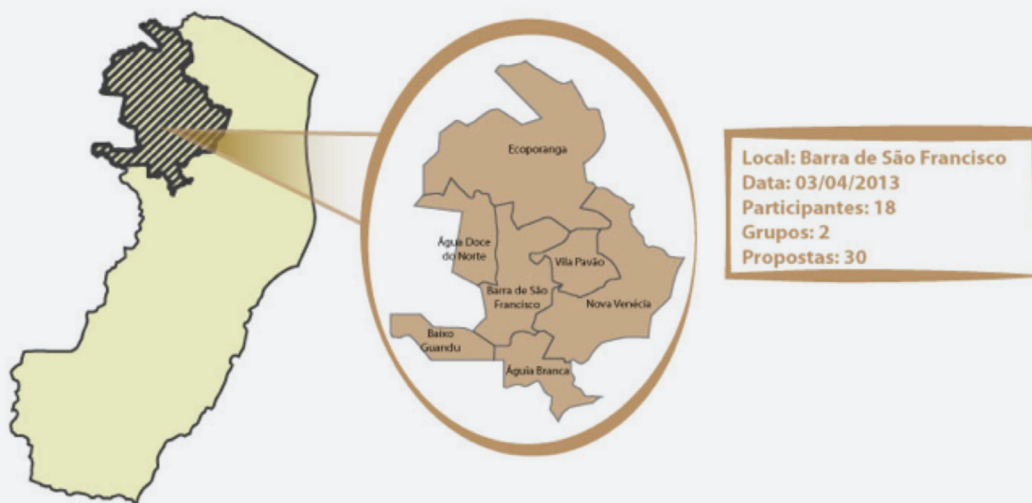 Ecoporanga
Água Doce
do Norte
Vila Pavão
Barra de São
Francisco
Nova Venécia
Baixo
Guandu
Águia Branca
Local: Barra de São Francisco
Data: 03/04/2013
Participantes: 18
Grupos: 2
Propostas: 30